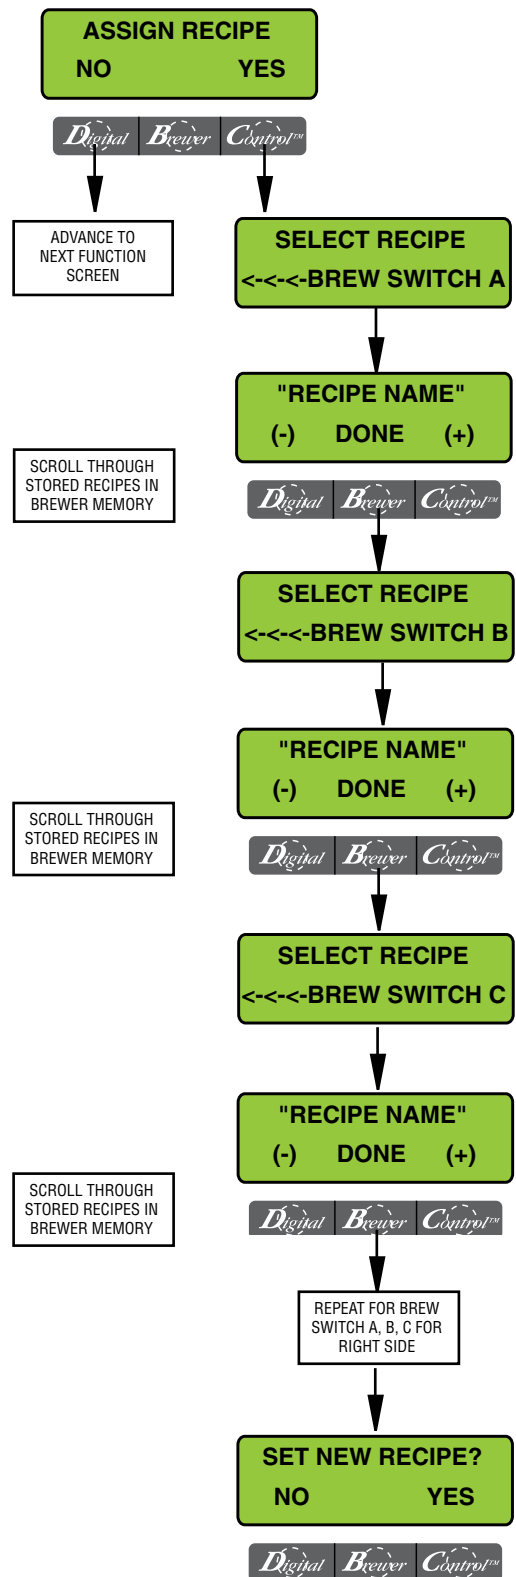 ASSIGN RECIPE
NO YES
Digital Brewer Control™
ADVANCE TO
NEXT FUNCTION
SCREEN
SELECT RECIPE
<-<-<-BREW SWITCH A
"RECIPE NAME"
(-) DONE (+)
SCROLL THROUGH
STORED RECIPES IN
BREWER MEMORY
Digital Brewer Control™
SELECT RECIPE
<-<-<-BREW SWITCH B
"RECIPE NAME"
(-) DONE (+)
SCROLL THROUGH
STORED RECIPES IN
BREWER MEMORY
Digital Brewer Control™
SELECT RECIPE
<-<-<-BREW SWITCH C
"RECIPE NAME"
(-) DONE (+)
SCROLL THROUGH
STORED RECIPES IN
BREWER MEMORY
Digital Brewer Control™
REPEAT FOR BREW
SWITCH A, B, C FOR
RIGHT SIDE
SET NEW RECIPE?
NO YES
Digital Brewer Control™